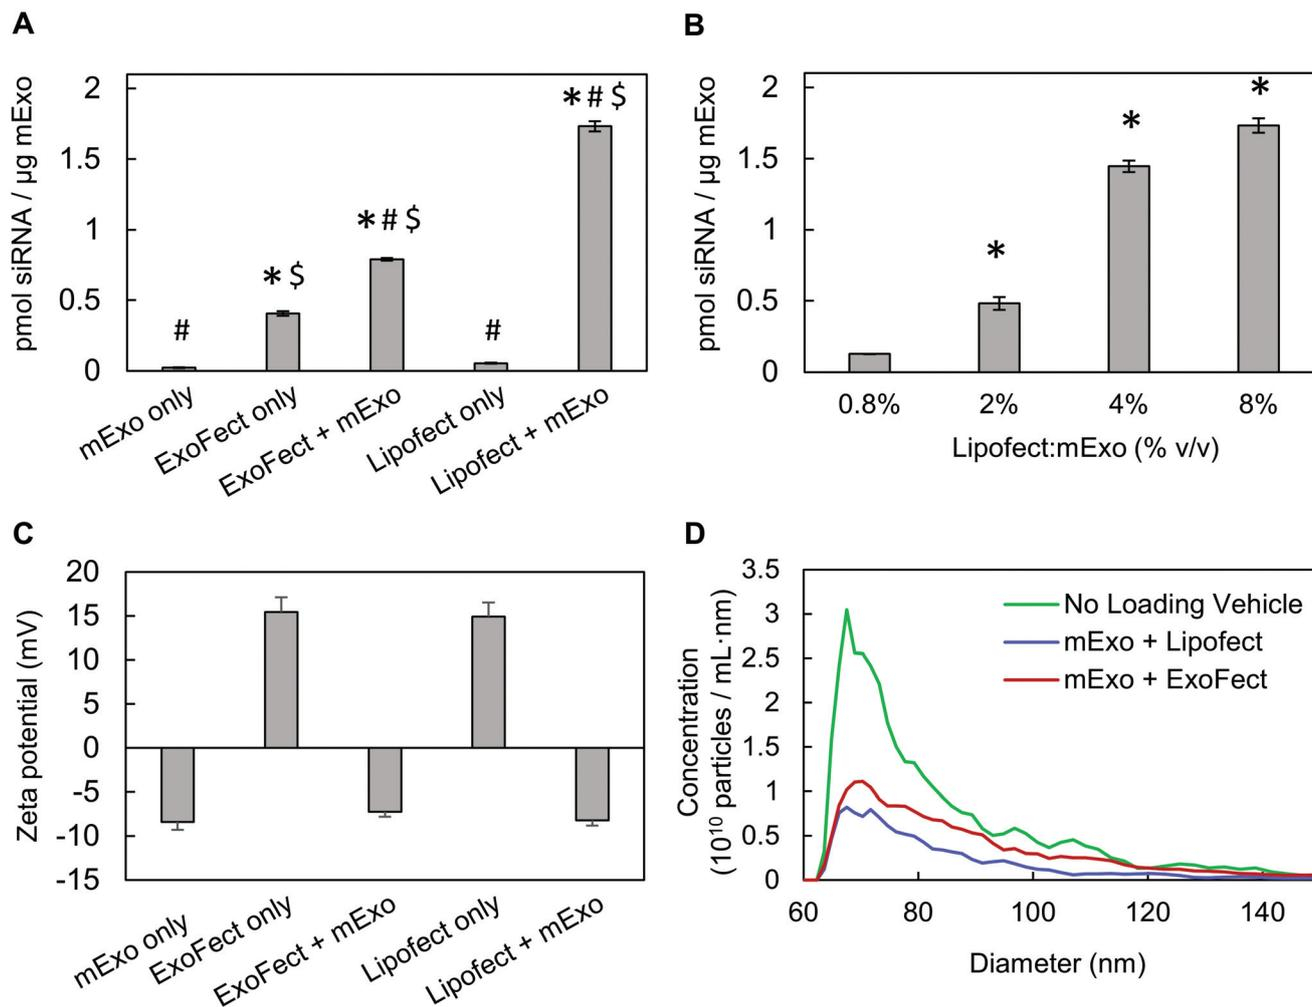 A
pmol siRNA / µg mExo
2
1.5
1
0.5
0
#
* $
* # $
#
* # $
mExo only
ExoFect only
ExoFect + mExo
Lipofect only
Lipofect + mExo
B
pmol siRNA / µg mExo
2
1.5
1
0.5
0
*
*
*
0.8%
2%
4%
8%
Lipofect:mExo (% v/v)
C
Zeta potential (mV)
20
15
10
5
0
-5
-10
-15
mExo only
ExoFect only
ExoFect + mExo
Lipofect only
Lipofect + mExo
D
Concentration
(10¹⁰ particles / mL·nm)
3.5
3
2.5
2
1.5
1
0.5
0
No Loading Vehicle
mExo + Lipofect
mExo + ExoFect
60
80
100
120
140
Diameter (nm)